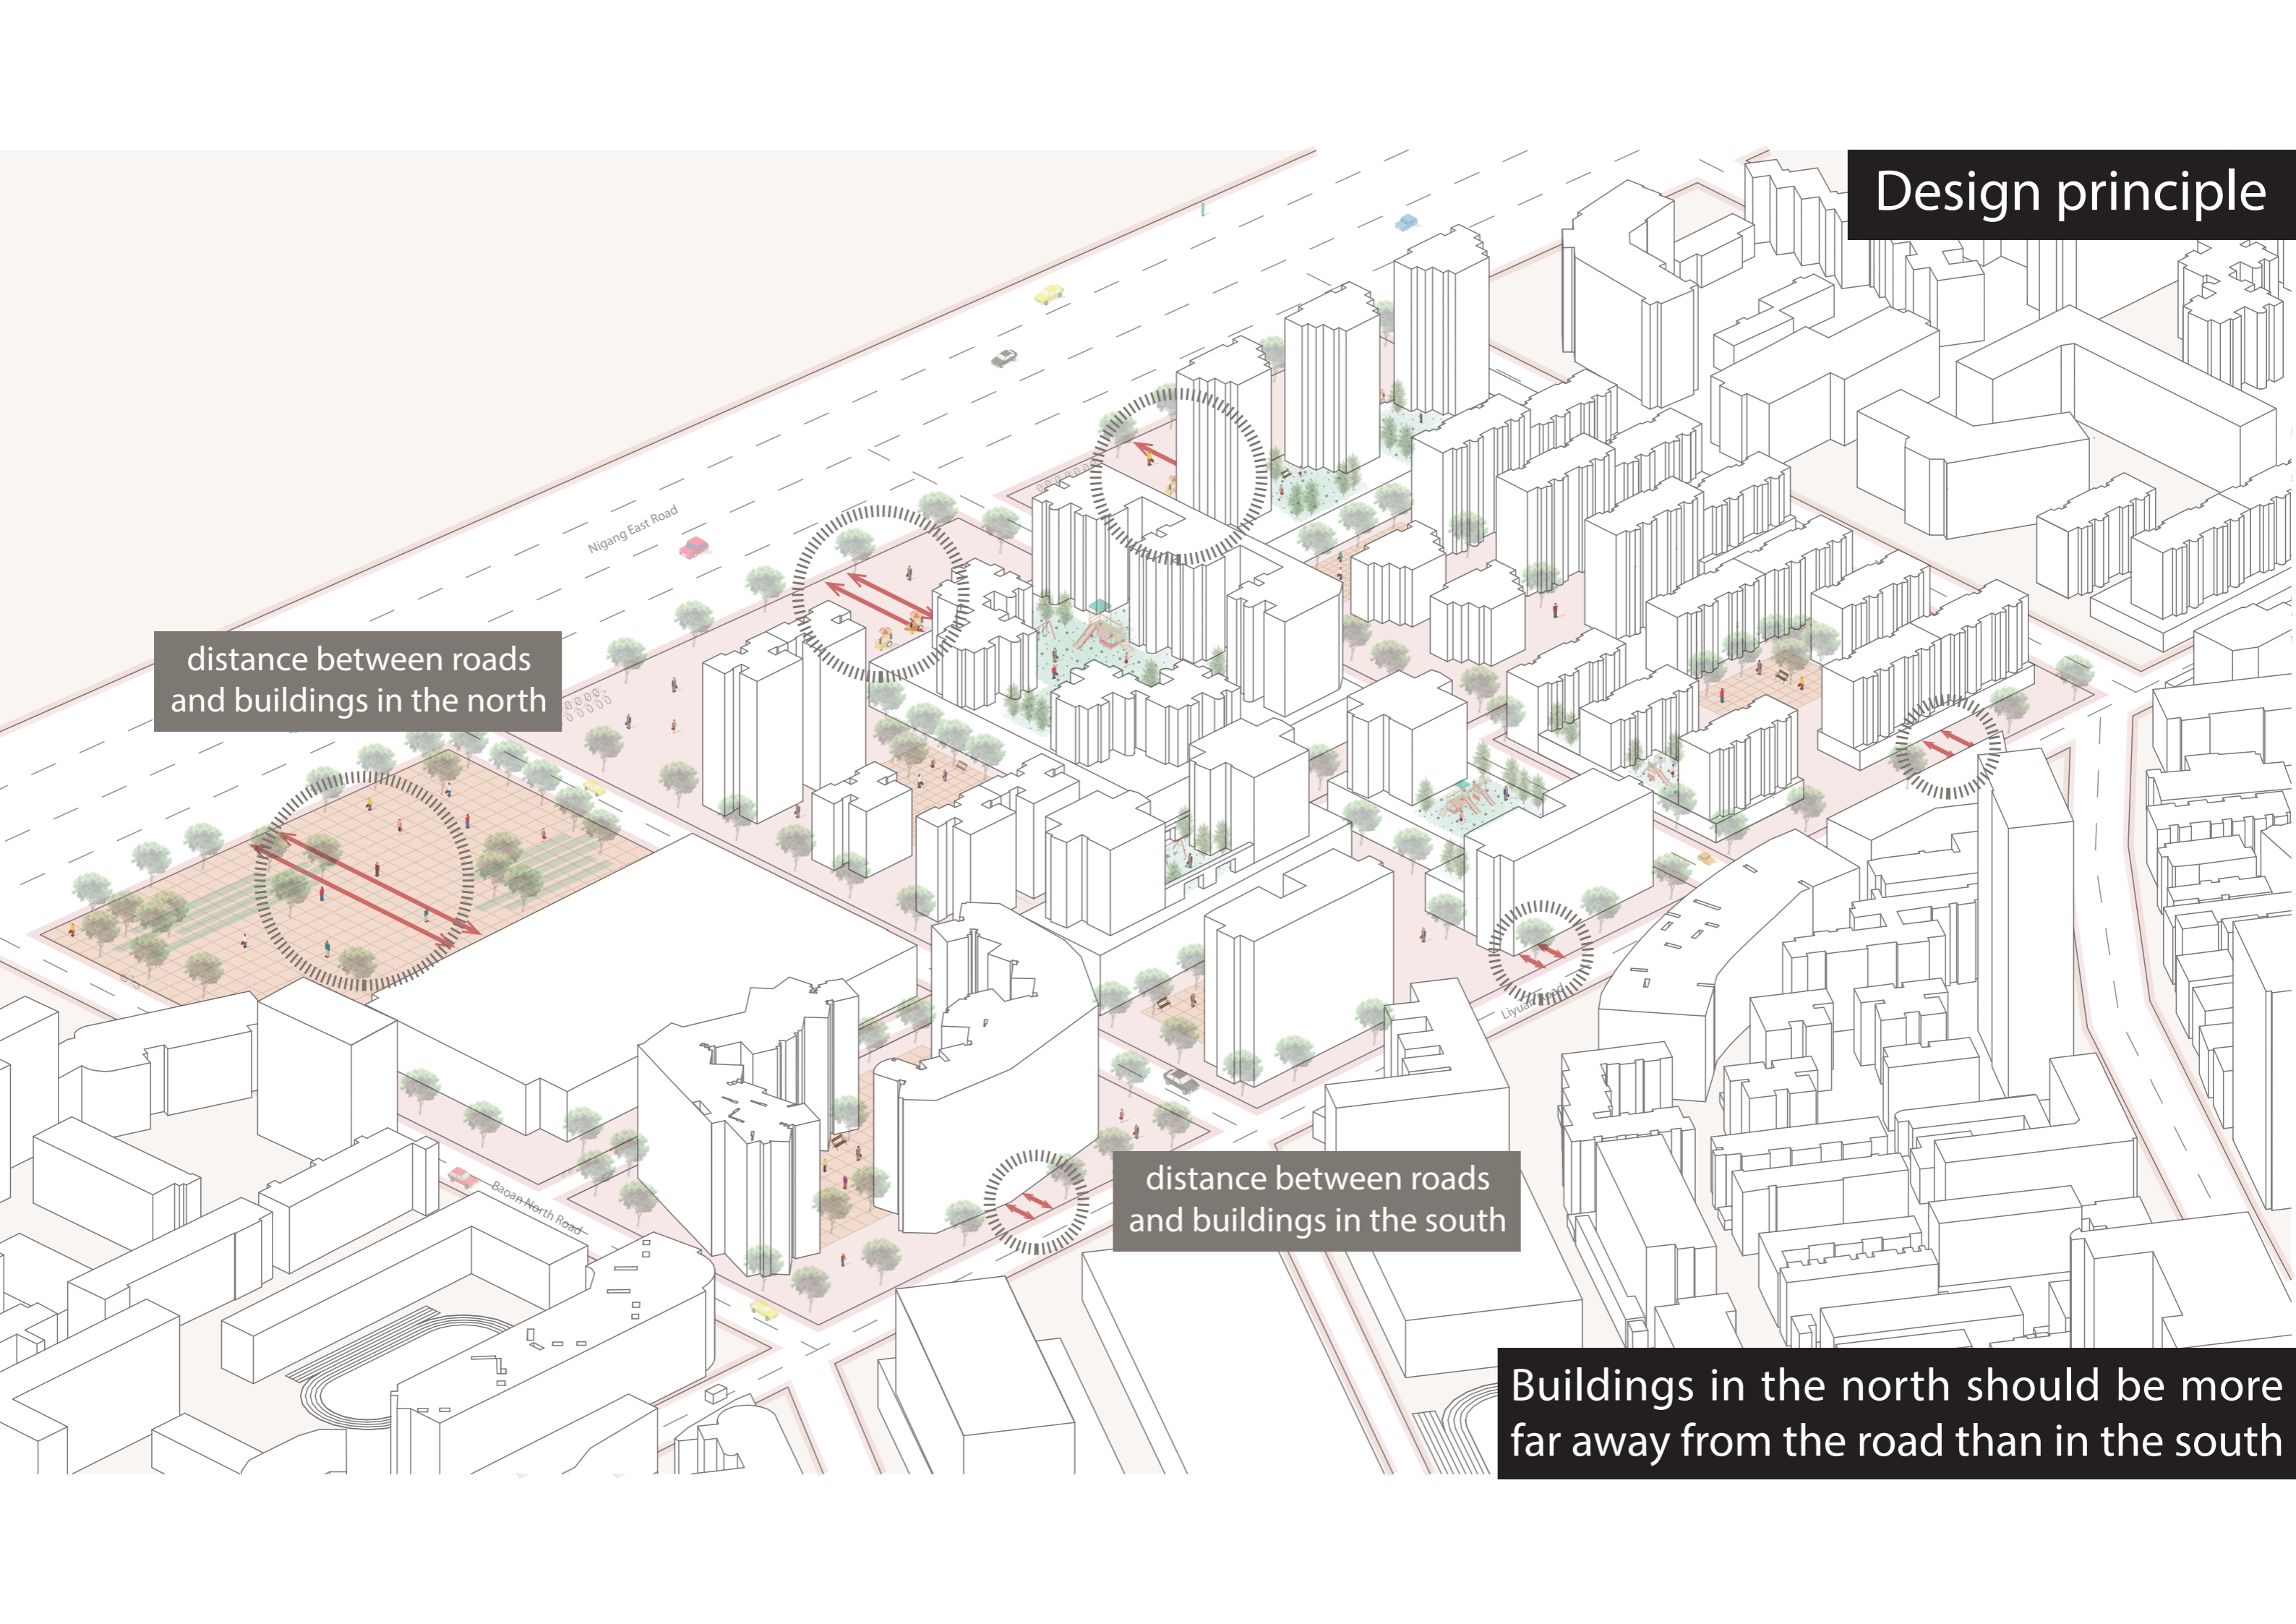 Design principle
Nigang East Road
distance between roads
and buildings in the north
Liyuan Road
distance between roads
and buildings in the south
Baoan North Road
Buildings in the north should be more
far away from the road than in the south